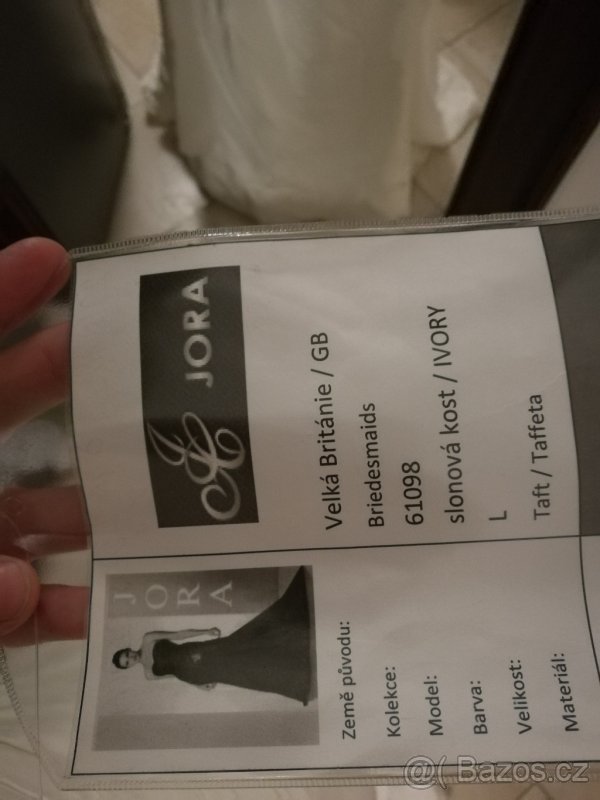 JORA
J
O
R
A
Země původu: Velká Británie / GB
Kolekce: Briedesmaids
Model: 61098
Barva: slonová kost / IVORY
Velikost: L
Materiál: Taft / Taffeta
@( Bazos.cz